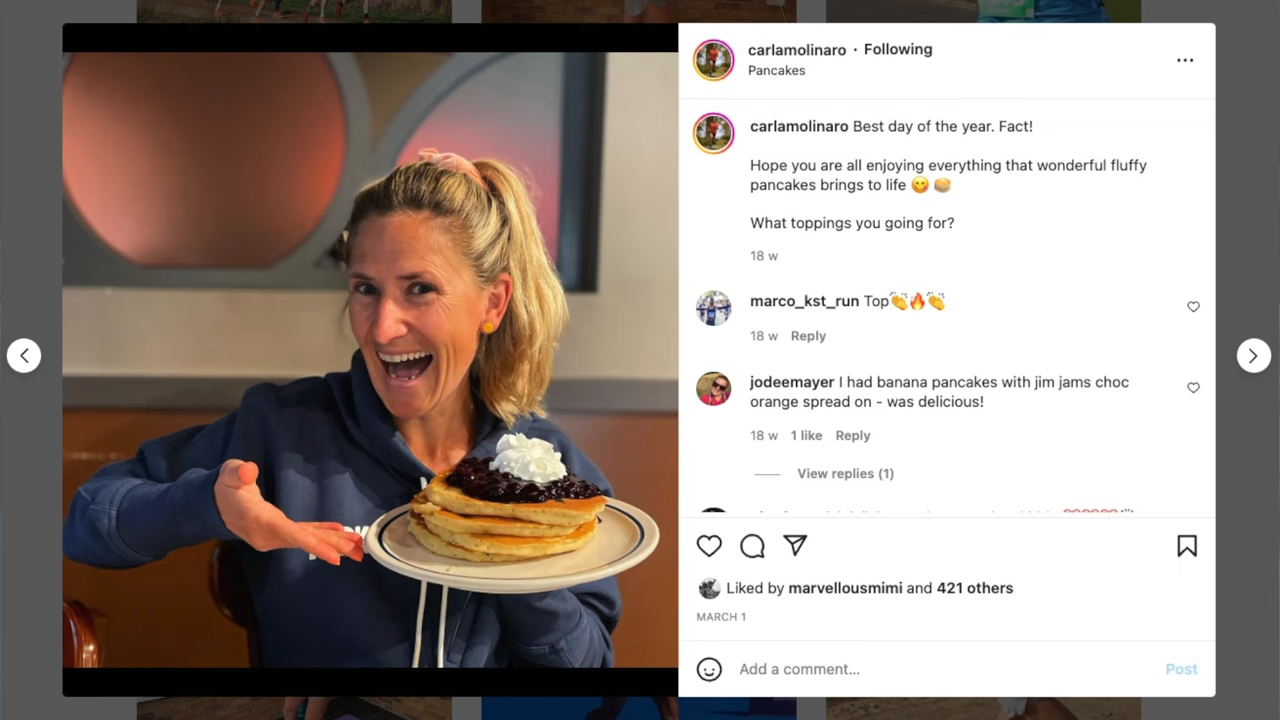 carlamolinaro · Following
Pancakes
carlamolinaro Best day of the year. Fact!
Hope you are all enjoying everything that wonderful fluffy
pancakes brings to life 😋 🥞
What toppings you going for?
18 w
marco_kst_run Top👏🔥👏
18 w Reply
jodeemayer I had banana pancakes with jim jams choc
orange spread on - was delicious!
18 w 1 like Reply
View replies (1)
Liked by marvellousmimi and 421 others
MARCH 1
Add a comment...
Post